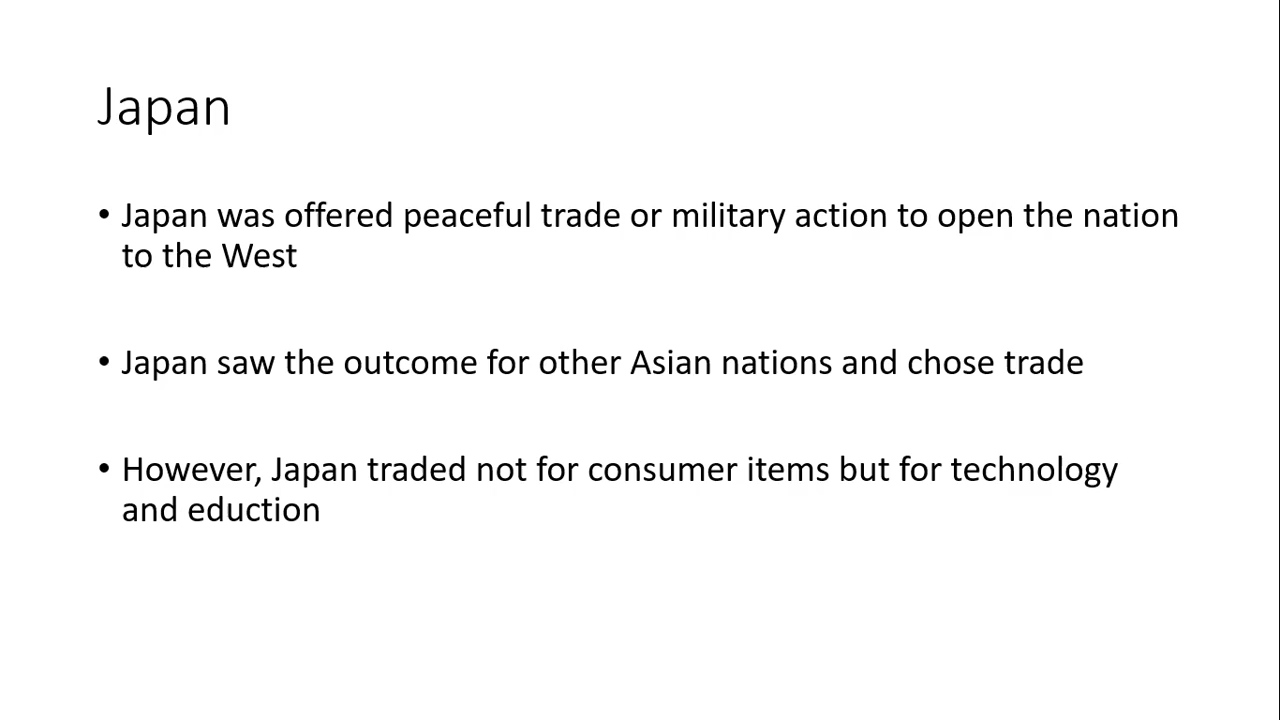 Japan
• Japan was offered peaceful trade or military action to open the nation
to the West
• Japan saw the outcome for other Asian nations and chose trade
• However, Japan traded not for consumer items but for technology
and eduction